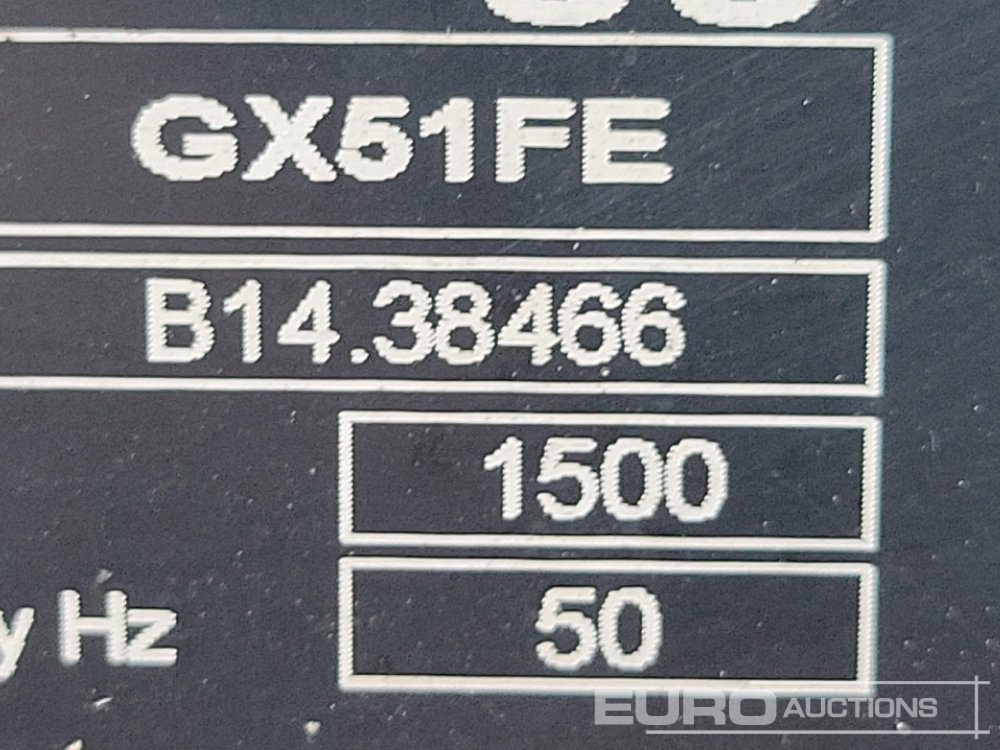 GX51FE
B14.38466
1500
y Hz
50
EURO AUCTIONS